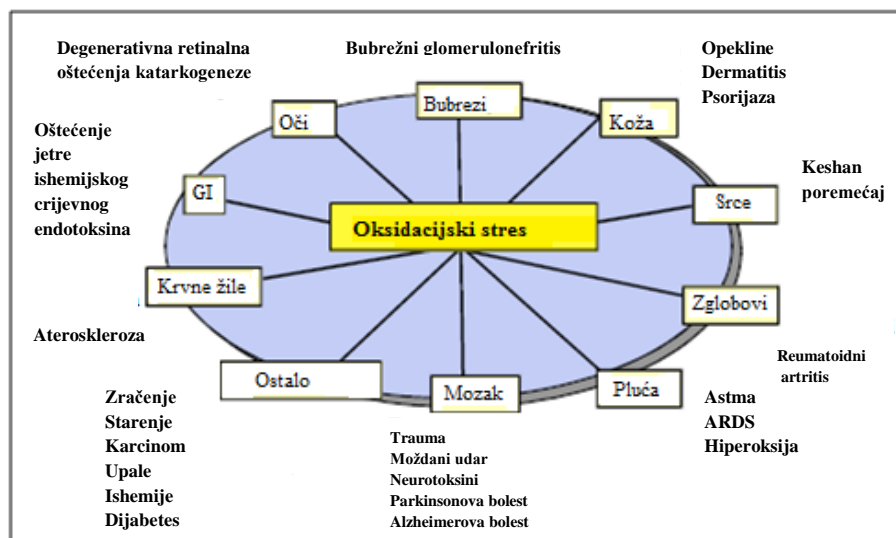 Degenerativna retinalna
oštećenja katarkogeneze
Bubrežni glomerulonefritis
Opekline
Dermatitis
Psorijaza
Oči
Bubrezi
Koža
Oštećenje
jetre
ishemijskog
crijevnog
endotoksina
GI
Srce
Keshan
poremećaj
Oksidacijski stres
Krvne žile
Zglobovi
Ateroskleroza
Reumatoidni
artritis
Ostalo
Mozak
Pluća
Zračenje
Starenje
Karcinom
Upale
Ishemije
Dijabetes
Trauma
Moždani udar
Neurotoksini
Parkinsonova bolest
Alzheimerova bolest
Astma
ARDS
Hiperoksija